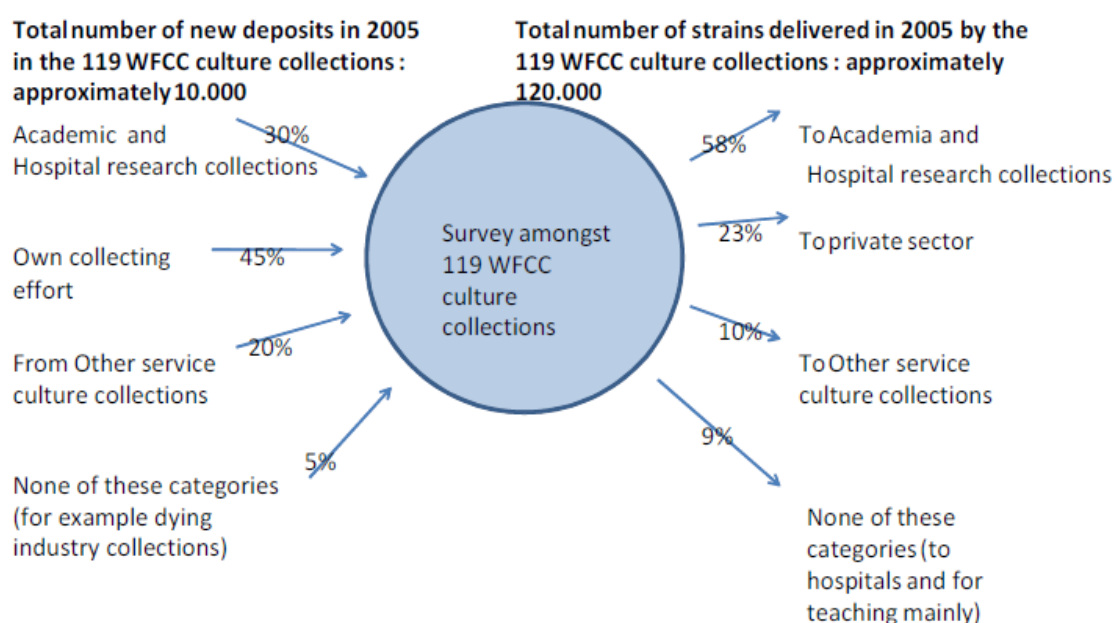 Total number of new deposits in 2005
in the 119 WFCC culture collections :
approximately 10.000
Total number of strains delivered in 2005 by the
119 WFCC culture collections : approximately
120.000
Academic and
Hospital research collections
30%
Own collecting
effort
45%
From Other service
culture collections
20%
None of these categories
(for example dying
industry collections)
5%
Survey amongst
119 WFCC
culture
collections
58%
To Academia and
Hospital research collections
23%
To private sector
10%
To Other service
culture collections
9%
None of these
categories (to
hospitals and for
teaching mainly)